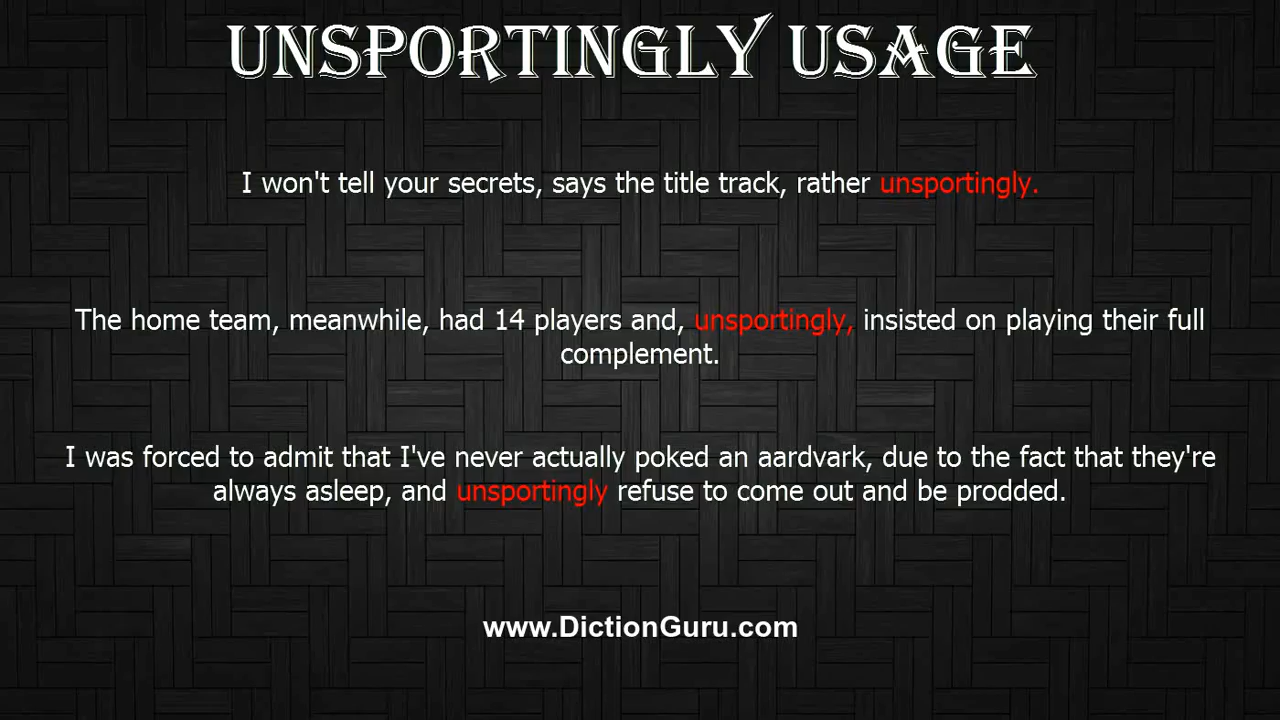 UNSPORTINGLY USAGE
I won't tell your secrets, says the title track, rather unsportingly.
The home team, meanwhile, had 14 players and, unsportingly, insisted on playing their full
complement.
I was forced to admit that I've never actually poked an aardvark, due to the fact that they're
always asleep, and unsportingly refuse to come out and be prodded.
www.DictionGuru.com